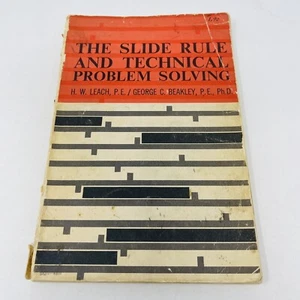 THE SLIDE RULE
AND TECHNICAL
PROBLEM SOLVING
H. W. LEACH, P.E. / GEORGE C. BEAKLEY, P.E., Ph.D.